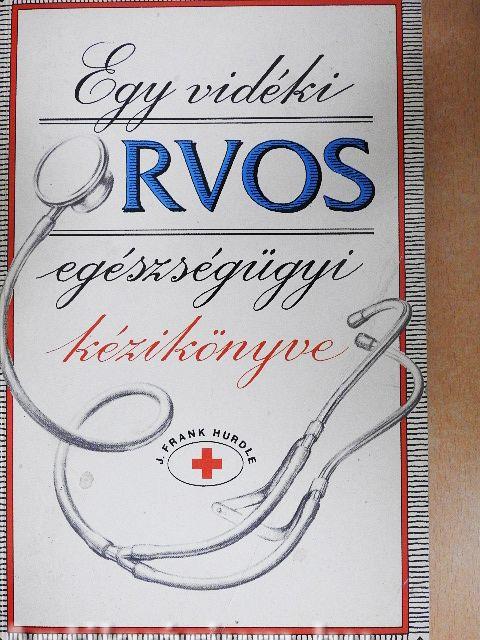 Egy vidéki
RVOS
egészségügyi
kézikönyve
J. FRANK HURDLE